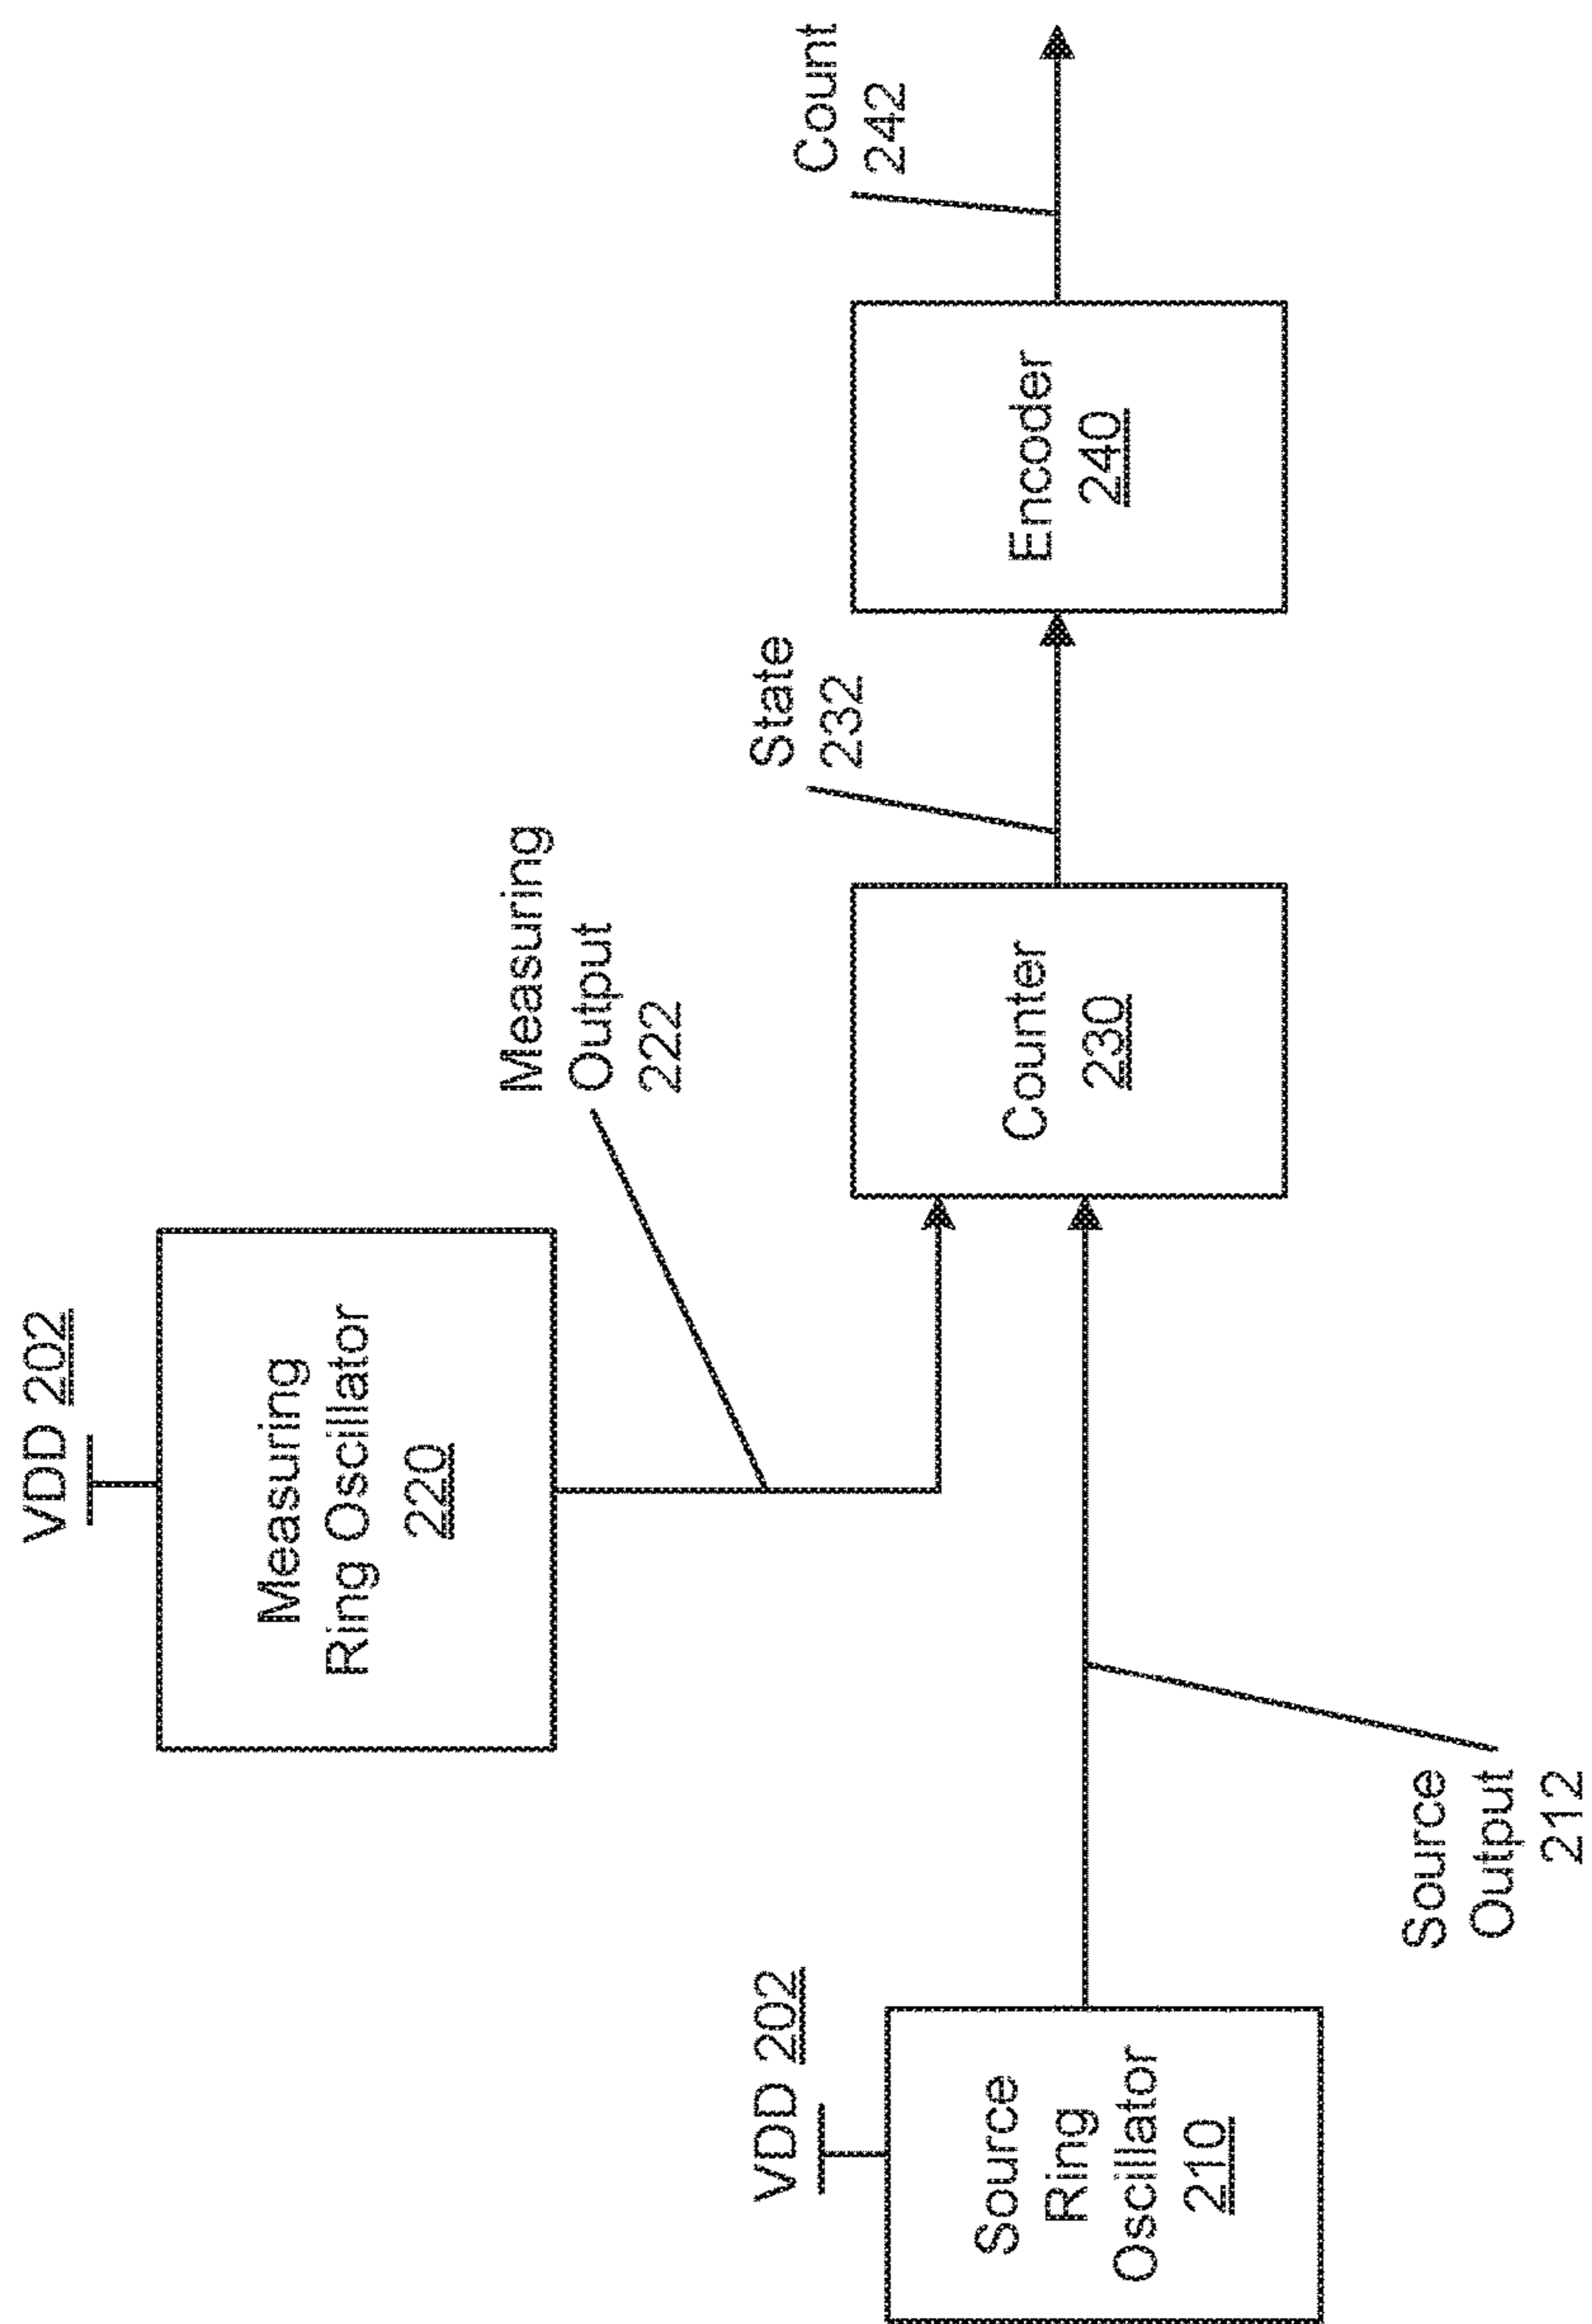 VDD 202
Measuring
Ring Oscillator
220
Measuring
Output
222
VDD 202
Source
Ring
Oscillator
210
Source
Output
212
Counter
230
State
232
Encoder
240
Count
242